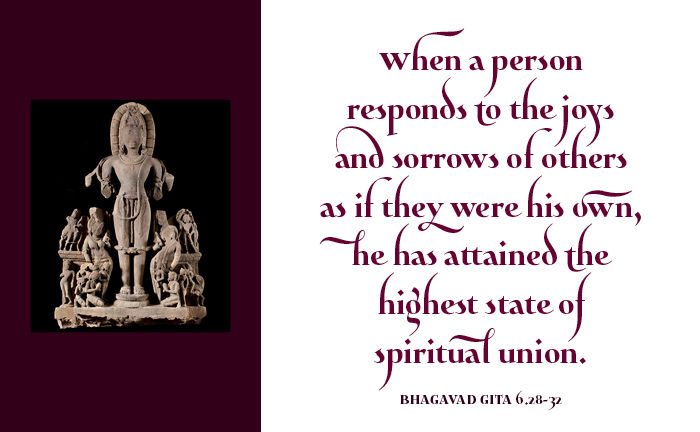 When a person
responds to the joys
and sorrows of others
as if they were his own,
he has attained the
highest state of
spiritual union.
BHAGAVAD GITA 6.28-32